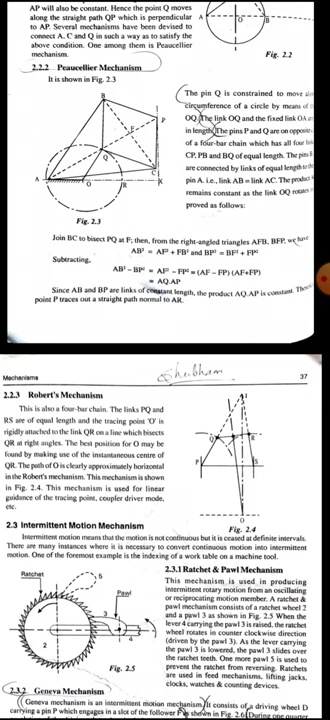 AP will also be constant. Hence the point Q moves
along the straight path QP which is perpendicular
to AP. Several mechanisms have been devised to
connect A, C and Q in such a way as to satisfy the
above condition. One among them is Peaucellier
mechanism.
A
O
B
Fig. 2.2
2.2.2 Peaucellier Mechanism
It is shown in Fig. 2.3
B
P
F
Q
C
A
O
R
K
Fig. 2.3
The pin Q is constrained to move
circumference of a circle by means of
OQ. The link OQ and the fixed link OA
in length. The pins P and Q are on opposite
of a four-bar chain which has all four
CP, PB and BQ of equal length. The pins
are connected by links of equal length to
pin A. i.e., link AB = link AC. The product
remains constant as the link OQ rotates
proved as follows:
Join BC to bisect PQ at F; then, from the right-angled triangles AFB, BFP, we have
AB² = AF² + FB² and BP² = BF² + FP²
Subtracting,
AB² – BP² = AF² – FP² = (AF – FP) (AF+FP)
= AQ.AP
Since AB and BP are links of constant length, the product AQ.AP is constant.
point P traces out a straight path normal to AR.
Mechanisms
Shubham
37
2.2.3 Robert's Mechanism
This is also a four-bar chain. The links PQ and
RS are of equal length and the tracing point 'O' is
rigidly attached to the link QR on a line which bisects
QR at right angles. The best position for O may be
found by making use of the instantaneous centre of
QR. The path of O is clearly approximately horizontal
in the Robert's mechanism. This mechanism is shown
in Fig. 2.4. This mechanism is used for linear
guidance of the tracing point, coupler driver mode,
etc.
I
Q
R
P
S
O
Fig. 2.4
2.3 Intermittent Motion Mechanism
Intermittent motion means that the motion is not continuous but it is ceased at definite intervals.
There are many instances where it is necessary to convert continuous motion into intermittent
motion. One of the foremost example is the indexing of a work table on a machine tool.
Ratchet
5
Pawl
3
2
4
Fig. 2.5
2.3.1 Ratchet & Pawl Mechanism
This mechanism is used in producing
intermittent rotary motion from an oscillating
or reciprocating motion member. A ratchet &
pawl mechanism consists of a ratchet wheel 2
and a pawl 3 as shown in Fig. 2.5 When the
lever 4 carrying the pawl 3 is raised, the ratchet
wheel rotates in counter clockwise direction
(driven by the pawl 3). As the lever carrying
the pawl 3 is lowered, the pawl 3 slides over
the ratchet teeth. One more pawl 5 is used to
prevent the ratchet from reversing. Ratchets
are used in feed mechanisms, lifting jacks,
clocks, watches & counting devices.
2.3.2 Geneva Mechanism
Geneva mechanism is an intermittent motion mechanism. It consists of a driving wheel D
carrying a pin P which engages in a slot of the follower F as shown in Fig. 2.6. During one quarter